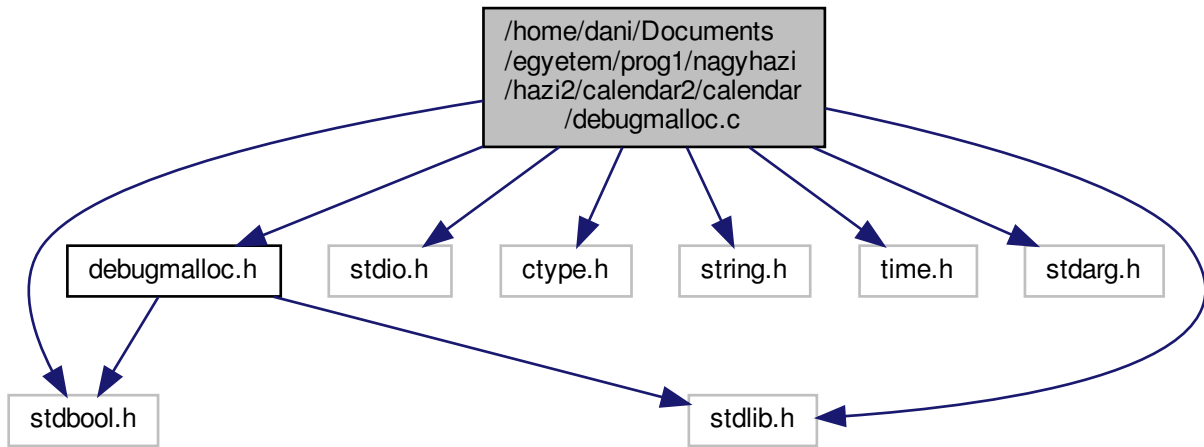 /home/dani/Documents
/egyetem/prog1/nagyhazi
/hazi2/calendar2/calendar
/debugmalloc.c
debugmalloc.h
stdio.h
ctype.h
string.h
time.h
stdarg.h
stdbool.h
stdlib.h